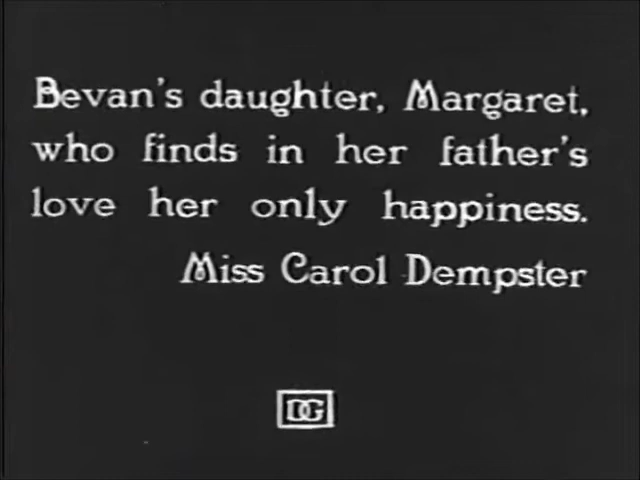 Bevan's daughter, Margaret,
who finds in her father's
love her only happiness.
Miss Carol Dempster
DG